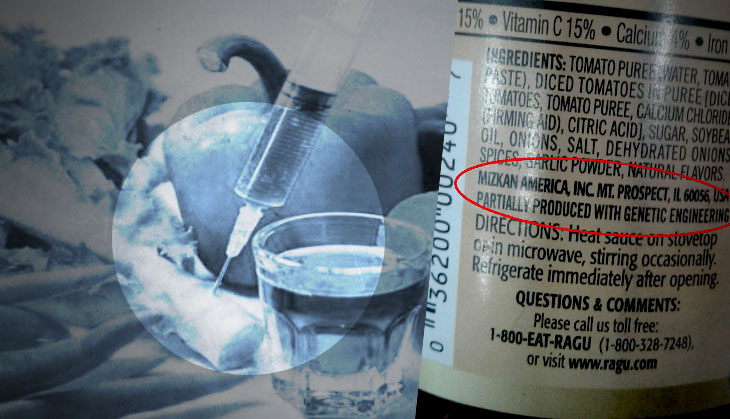 15% • Vitamin C 15% • Calcium 4% • Iron
INGREDIENTS: TOMATO PUREE [WATER, TOMA
PASTE), DICED TOMATOES IN PUREE [DICE
TOMATOES, TOMATO PUREE, CALCIUM CHLORIDE
(FIRMING AID), CITRIC ACID], SUGAR, SOYBEA
OIL, ONIONS, SALT, DEHYDRATED ONIONS
SPICES, GARLIC POWDER, NATURAL FLAVORS.
MIZKAN AMERICA, INC. MT. PROSPECT, IL 60056, USA
PARTIALLY PRODUCED WITH GENETIC ENGINEERING
DIRECTIONS: Heat sauce on stovetop
or in microwave, stirring occasionally.
Refrigerate immediately after opening.
QUESTIONS & COMMENTS:
Please call us toll free:
1-800-EAT-RAGU (1-800-328-7248),
or visit www.ragu.com
0 36200 00240 7